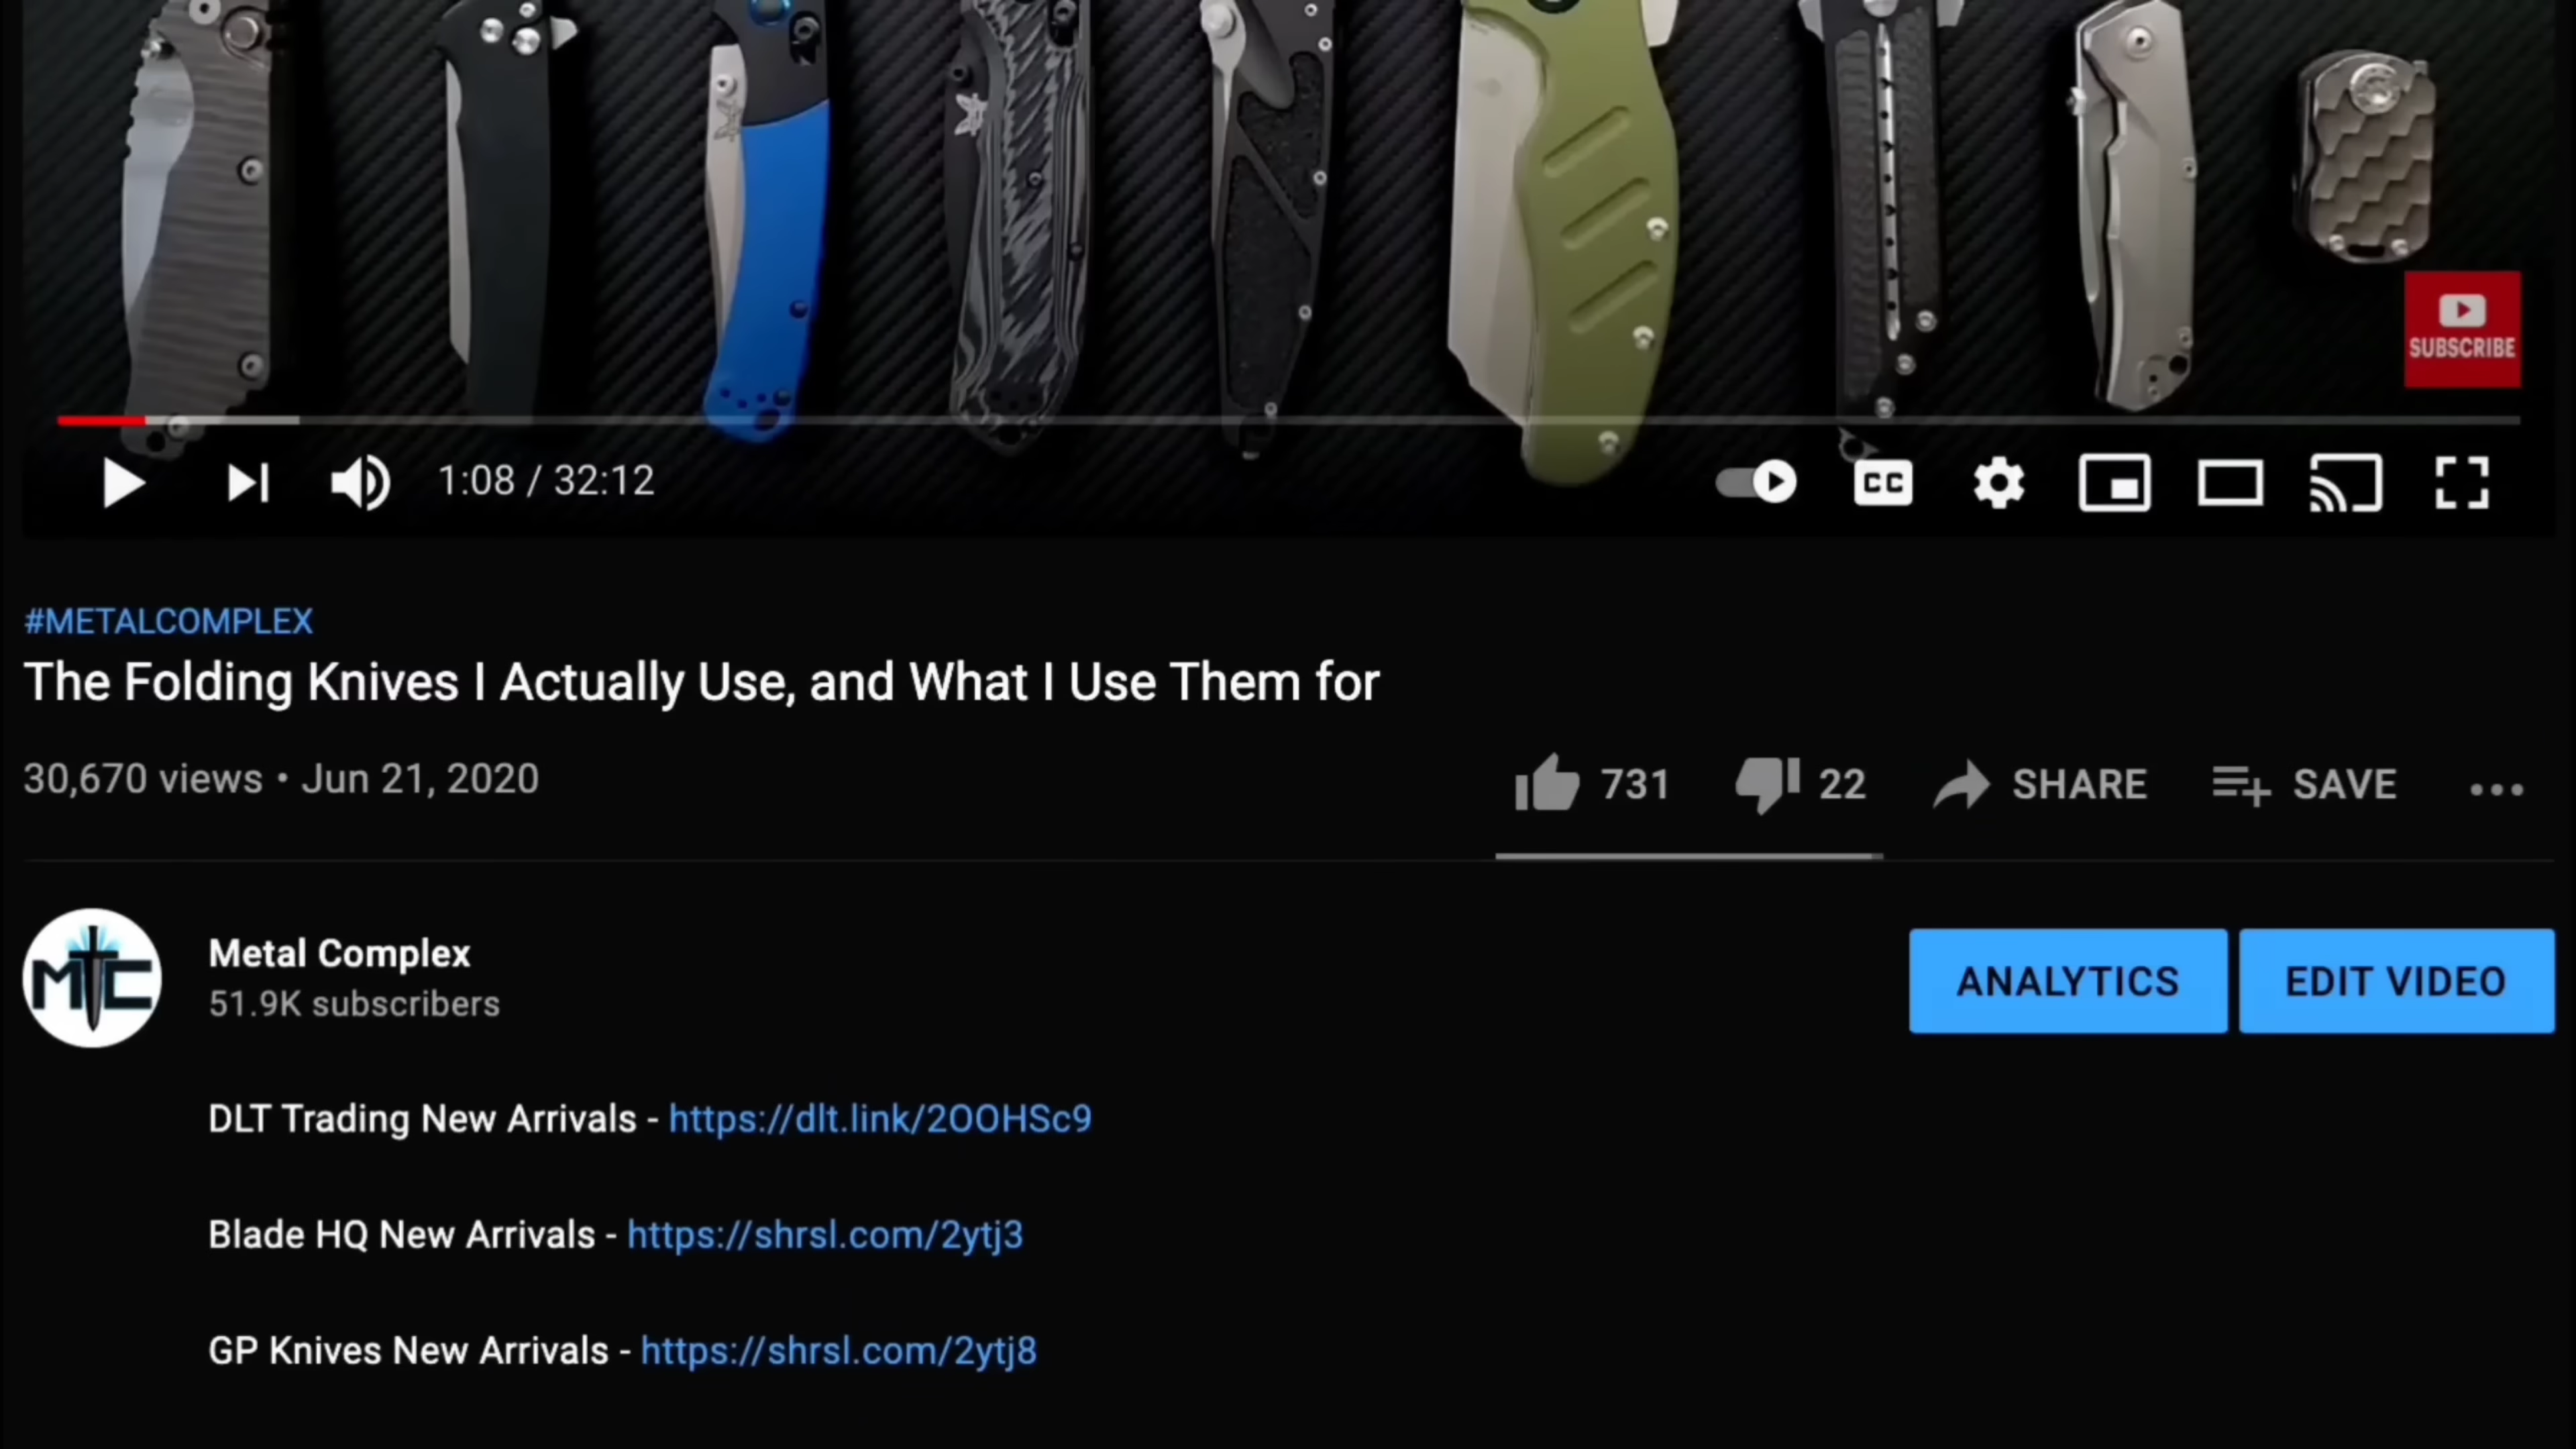 SUBSCRIBE
1:08 / 32:12
CC
#METALCOMPLEX
The Folding Knives I Actually Use, and What I Use Them for
30,670 views • Jun 21, 2020
731
22
SHARE
SAVE
MTC
Metal Complex
51.9K subscribers
ANALYTICS
EDIT VIDEO
DLT Trading New Arrivals - https://dlt.link/2OOHSc9
Blade HQ New Arrivals - https://shrsl.com/2ytj3
GP Knives New Arrivals - https://shrsl.com/2ytj8